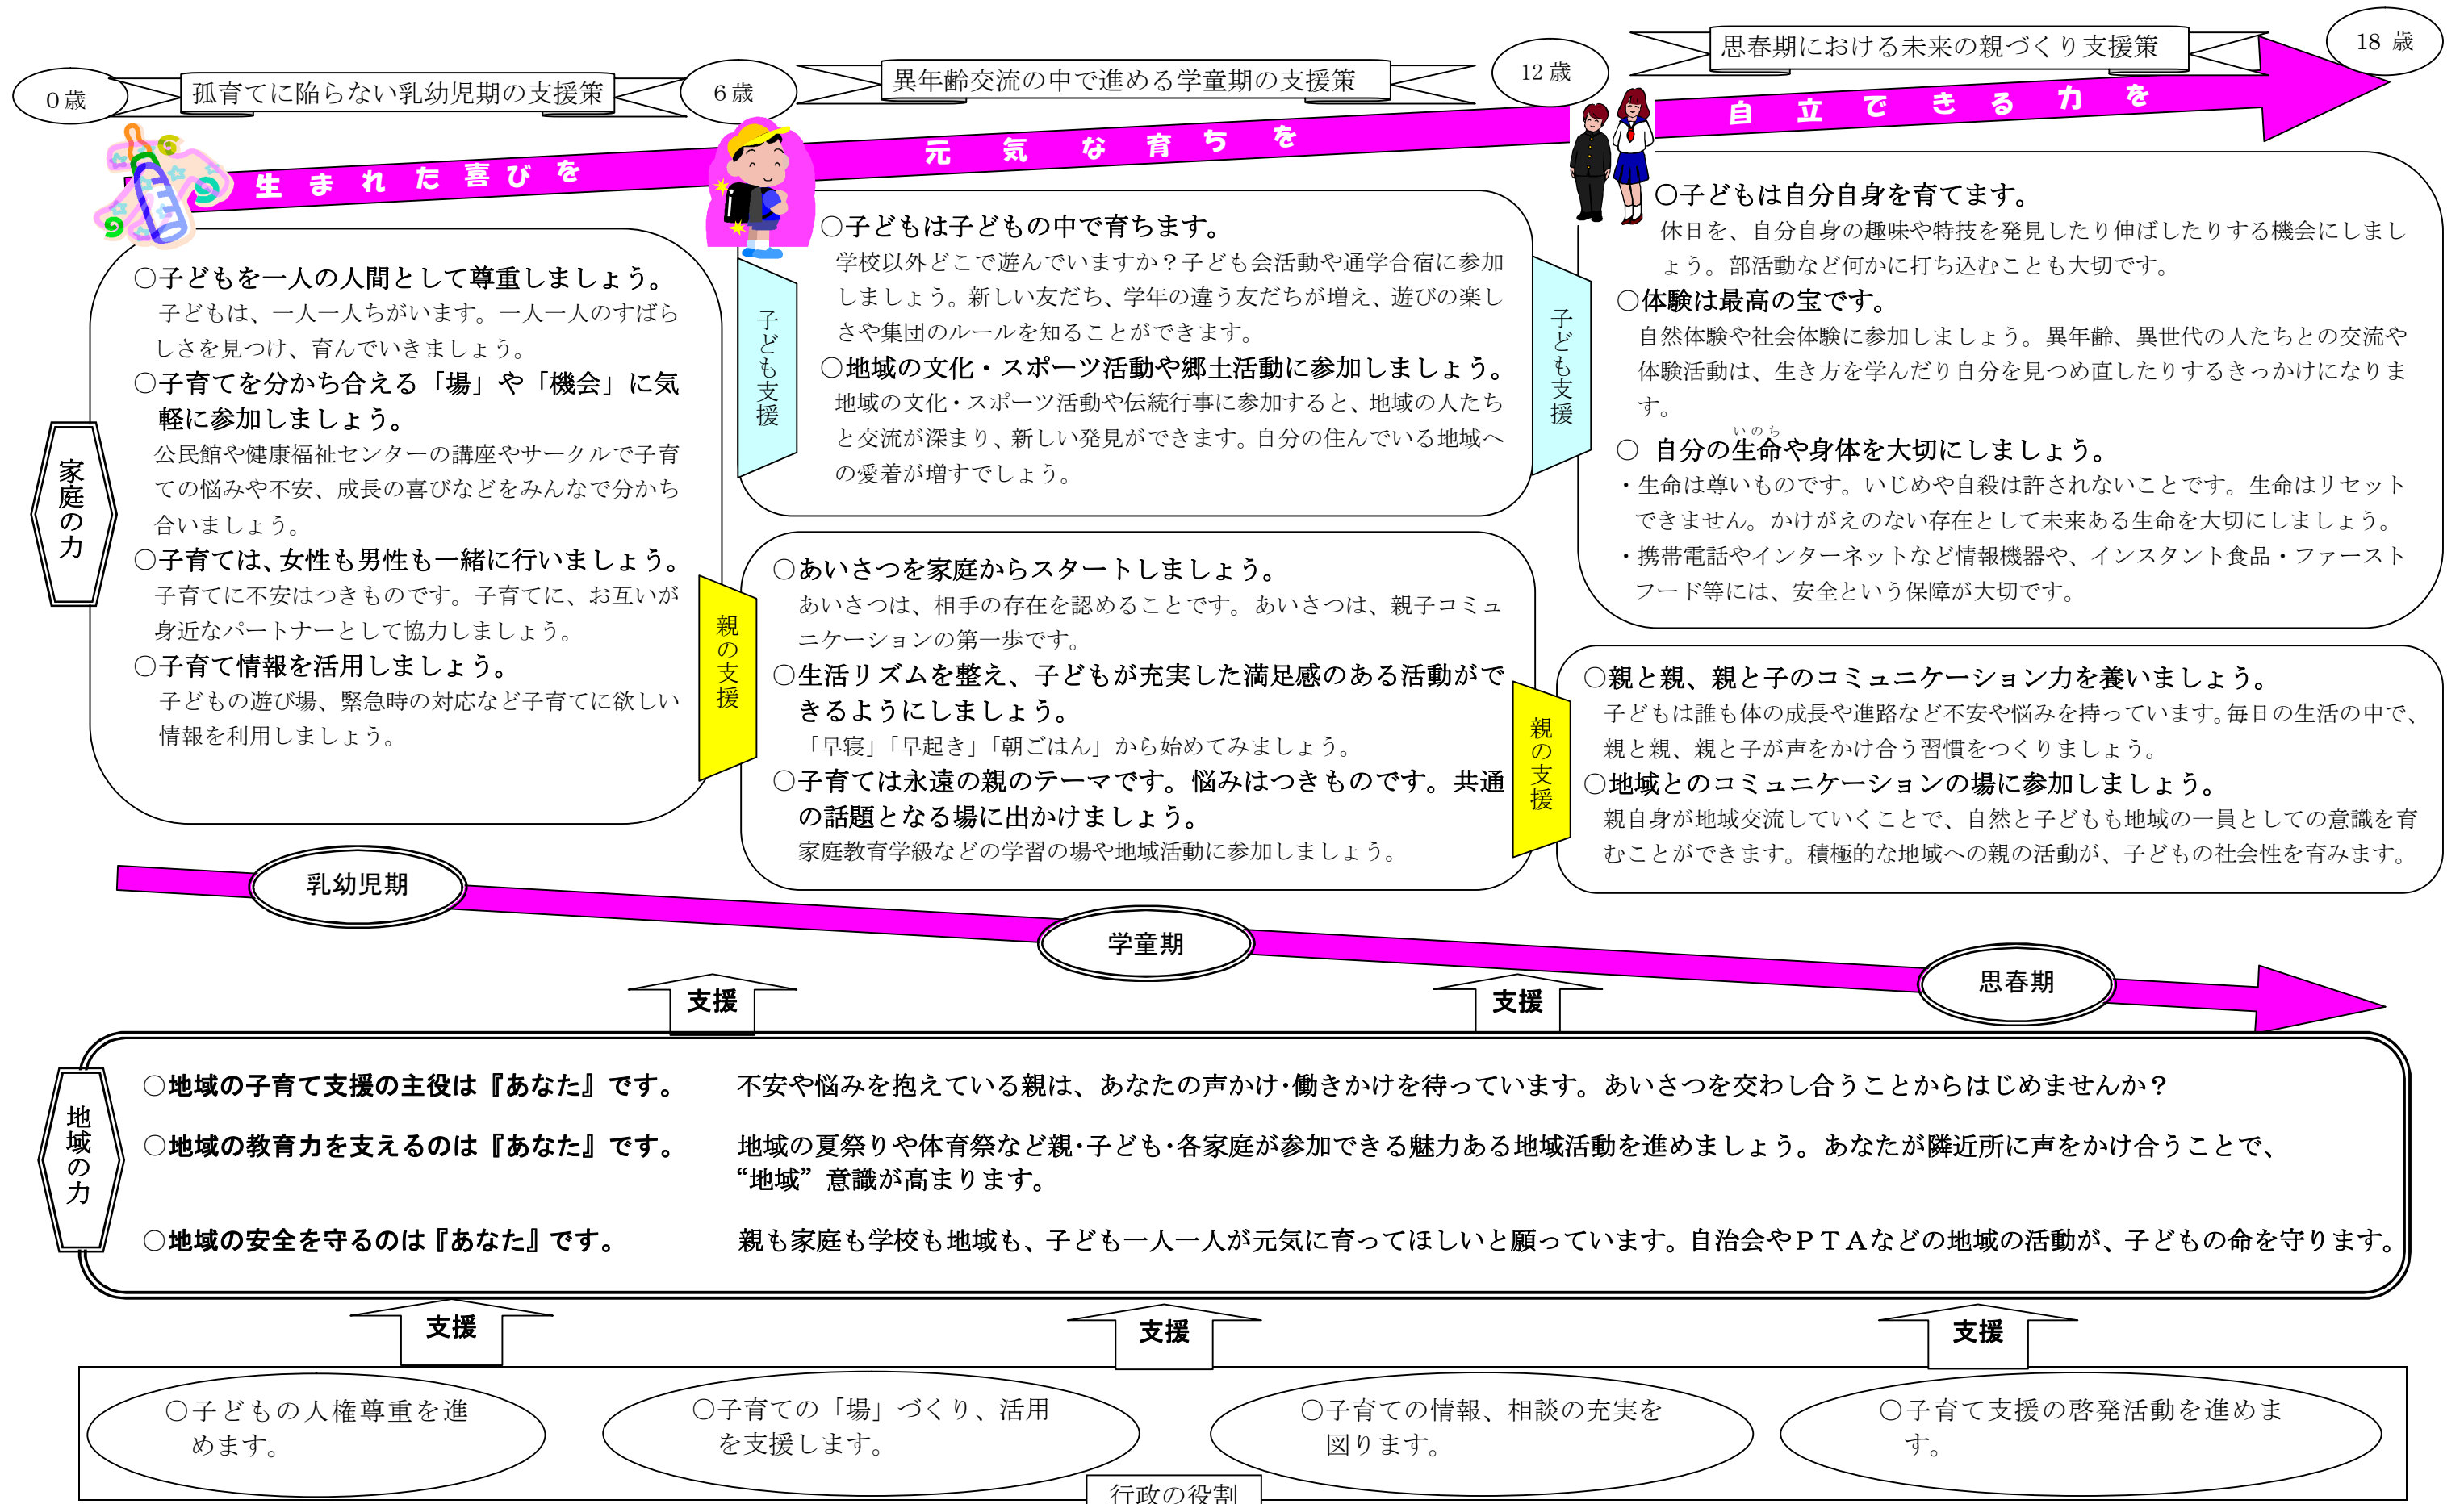 0歳
孤育てに陥らない乳幼児期の支援策
6歳
異年齢交流の中で進める学童期の支援策
12歳
思春期における未来の親づくり支援策
18 歳
生まれた喜びを
元気な育ちを
自立できる力を
家庭の力
○子どもを一人の人間として尊重しましょう。
子どもは、一人一人ちがいます。一人一人のすばら
しさを見つけ、育んでいきましょう。
○子育てを分かち合える「場」や「機会」に気
軽に参加しましょう。
公民館や健康福祉センターの講座やサークルで子育
ての悩みや不安、成長の喜びなどをみんなで分かち
合いましょう。
○子育ては、女性も男性も一緒に行いましょう。
子育てに不安はつきものです。子育てに、お互いが
身近なパートナーとして協力しましょう。
○子育て情報を活用しましょう。
子どもの遊び場、緊急時の対応など子育てに欲しい
情報を利用しましょう。
子ども支援
○子どもは子どもの中で育ちます。
学校以外どこで遊んでいますか？子ども会活動や通学合宿に参加
しましょう。新しい友だち、学年の違う友だちが増え、遊びの楽し
さや集団のルールを知ることができます。
○地域の文化・スポーツ活動や郷土活動に参加しましょう。
地域の文化・スポーツ活動や伝統行事に参加すると、地域の人たち
と交流が深まり、新しい発見ができます。自分の住んでいる地域へ
の愛着が増すでしょう。
親の支援
○あいさつを家庭からスタートしましょう。
あいさつは、相手の存在を認めることです。あいさつは、親子コミュ
ニケーションの第一歩です。
○生活リズムを整え、子どもが充実した満足感のある活動がで
きるようにしましょう。
「早寝」「早起き」「朝ごはん」から始めてみましょう。
○子育ては永遠の親のテーマです。悩みはつきものです。共通
の話題となる場に出かけましょう。
家庭教育学級などの学習の場や地域活動に参加しましょう。
子ども支援
○子どもは自分自身を育てます。
休日を、自分自身の趣味や特技を発見したり伸ばしたりする機会にしまし
ょう。部活動など何かに打ち込むことも大切です。
○体験は最高の宝です。
自然体験や社会体験に参加しましょう。異年齢、異世代の人たちとの交流や
体験活動は、生き方を学んだり自分を見つめ直したりするきっかけになりま
す。
いのち
○ 自分の生命や身体を大切にしましょう。
・生命は尊いものです。いじめや自殺は許されないことです。生命はリセット
できません。かけがえのない存在として未来ある生命を大切にしましょう。
・携帯電話やインターネットなど情報機器や、インスタント食品・ファースト
フード等には、安全という保障が大切です。
親の支援
○親と親、親と子のコミュニケーション力を養いましょう。
子どもは誰も体の成長や進路など不安や悩みを持っています。毎日の生活の中で、
親と親、親と子が声をかけ合う習慣をつくりましょう。
○地域とのコミュニケーションの場に参加しましょう。
親自身が地域交流していくことで、自然と子どもも地域の一員としての意識を育
むことができます。積極的な地域への親の活動が、子どもの社会性を育みます。
乳幼児期
学童期
思春期
支援
支援
地域の力
○地域の子育て支援の主役は『あなた』です。
不安や悩みを抱えている親は、あなたの声かけ・働きかけを待っています。あいさつを交わし合うことからはじめませんか？
○地域の教育力を支えるのは『あなた』です。
地域の夏祭りや体育祭など親・子ども・各家庭が参加できる魅力ある地域活動を進めましょう。あなたが隣近所に声をかけ合うことで、
“地域”意識が高まります。
○地域の安全を守るのは『あなた』です。
親も家庭も学校も地域も、子ども一人一人が元気に育ってほしいと願っています。自治会やＰＴＡなどの地域の活動が、子どもの命を守ります。
支援
支援
支援
○子どもの人権尊重を進
めます。
○子育ての「場」づくり、活用
を支援します。
○子育ての情報、相談の充実を
図ります。
○子育て支援の啓発活動を進めま
す。
行政の役割